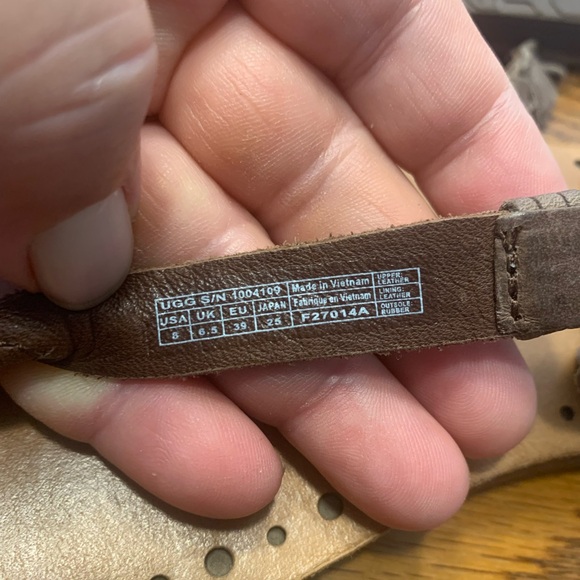 UGG S/N 1004109 Made in Vietnam UPPER: LEATHER
USA UK EU JAPAN Fabriqué en Vietnam LINING: LEATHER
8 6.5 39 25 F27014A OUTSOLE: RUBBER